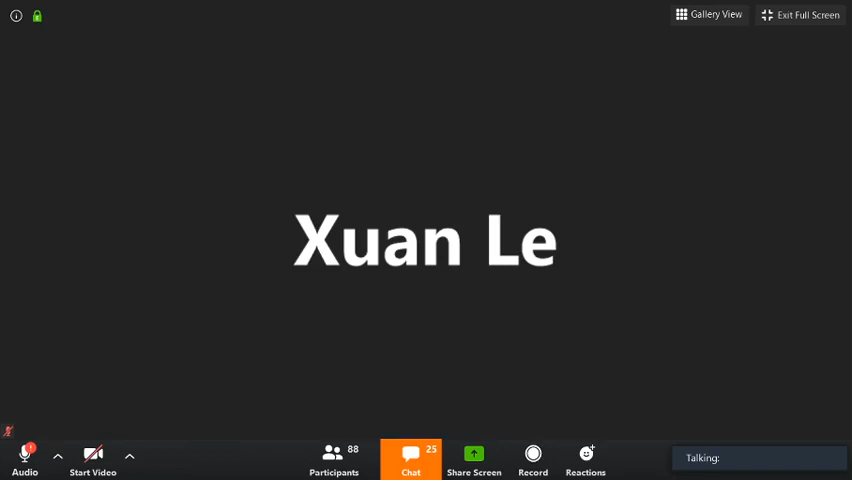 Gallery View
Exit Full Screen
Xuan Le
Audio
Start Video
88
Participants
25
Chat
Share Screen
Record
Reactions
Talking: